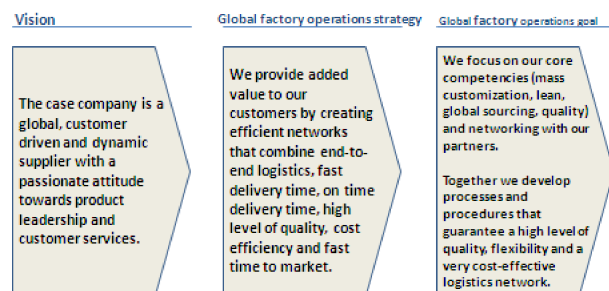 Vision
The case company is a
global, customer
driven and dynamic
supplier with a
passionate attitude
towards product
leadership and
customer services.
Global factory operations strategy
We provide added
value to our
customers by creating
efficient networks
that combine end-to-
end logistics, fast
delivery time, on time
delivery time, high
level of quality, cost
efficiency and fast
time to market.
Global factory operations goal
We focus on our core
competencies (mass
customization, lean,
global sourcing, quality)
and networking with our
partners.
Together we develop
processes and
procedures that
guarantee a high level of
quality, flexibility and a
very cost-effective
logistics network.